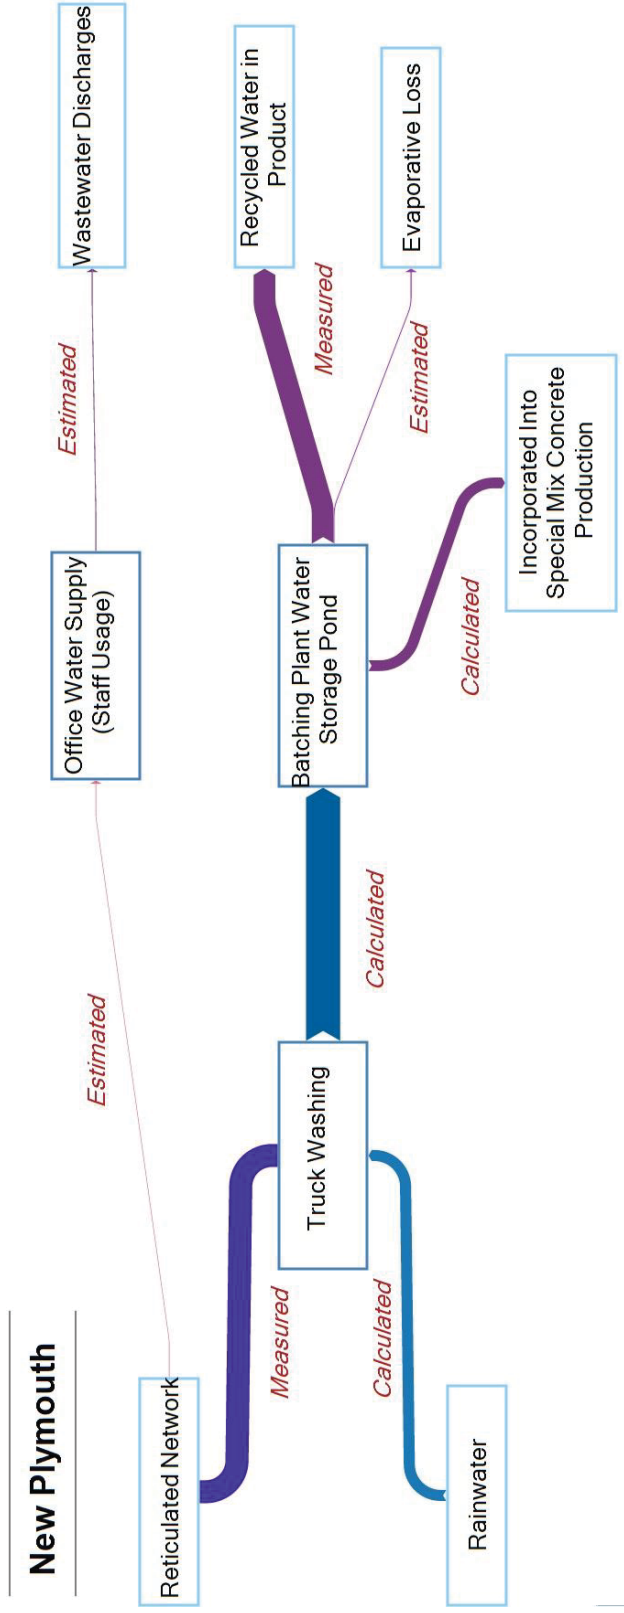 New Plymouth
Reticulated Network
Estimated
Office Water Supply
(Staff Usage)
Estimated
Wastewater Discharges
Measured
Truck Washing
Calculated
Batching Plant Water
Storage Pond
Measured
Recycled Water in
Product
Estimated
Evaporative Loss
Rainwater
Calculated
Calculated
Incorporated Into
Special Mix Concrete
Production